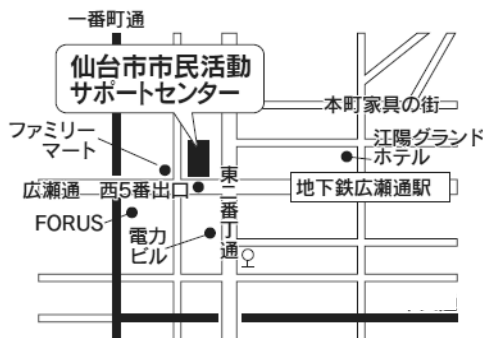 一番町通
仙台市市民活動
サポートセンター
本町家具の街
ファミリー
マート
江陽グランド
ホテル
広瀬通
西5番出口
東二番丁通
地下鉄広瀬通駅
FORUS
電力
ビル